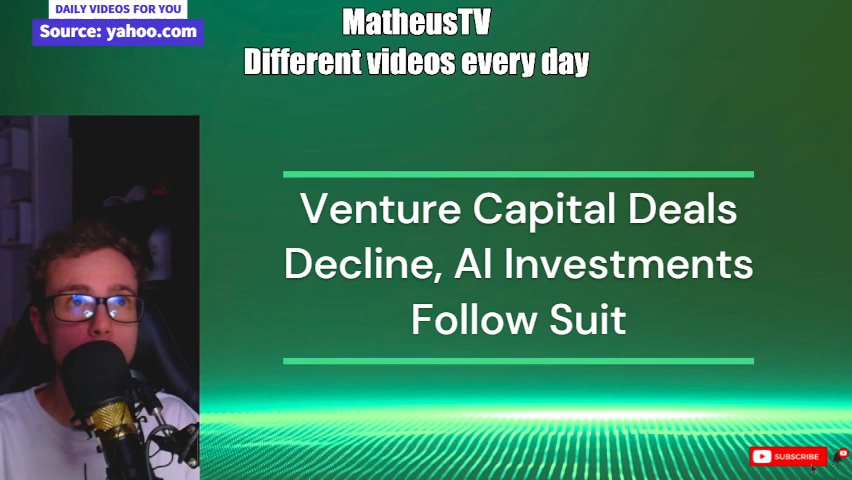 DAILY VIDEOS FOR YOU
Source: yahoo.com
MatheusTV
Different videos every day
Venture Capital Deals
Decline, AI Investments
Follow Suit
SUBSCRIBE